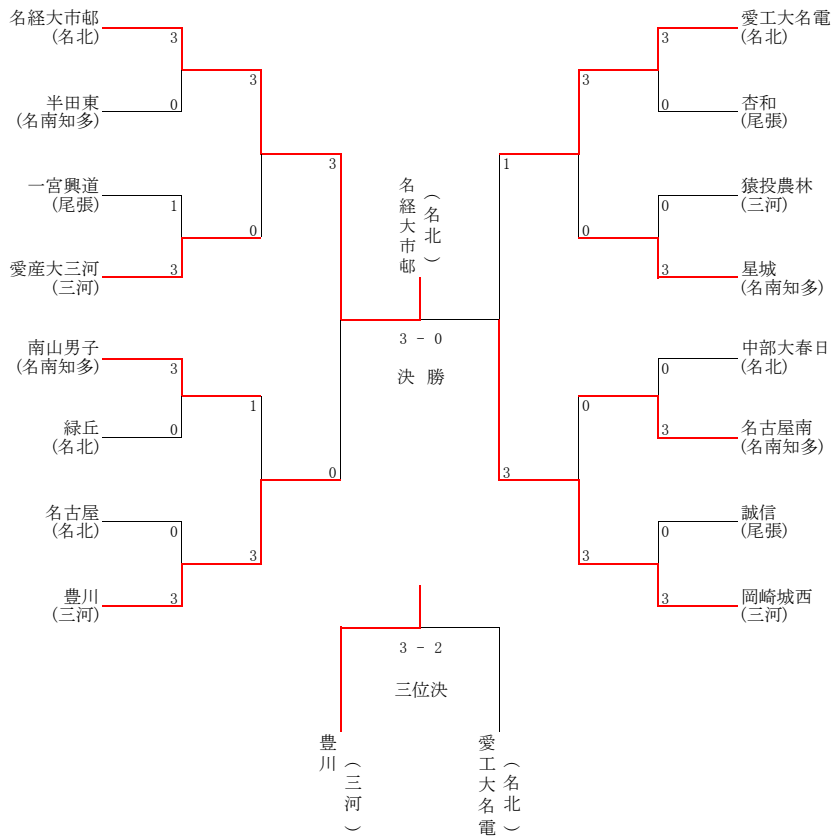 名経大市邨
(名北)
3
3
半田東
(名南知多)
0
3
一宮興道
(尾張)
1
0
愛産大三河
(三河)
3
南山男子
(名南知多)
3
1
緑丘
(名北)
0
0
名古屋
(名北)
0
3
豊川
(三河)
3
名経大市邨
(名北)
3 - 0
決 勝
愛工大名電
(名北)
3
3
杏和
(尾張)
0
1
猿投農林
(三河)
0
0
星城
(名南知多)
3
中部大春日
(名北)
0
0
名古屋南
(名南知多)
3
3
誠信
(尾張)
0
3
岡崎城西
(三河)
3
3 - 2
三位決
豊川
(三河)
愛工大名電
(名北)